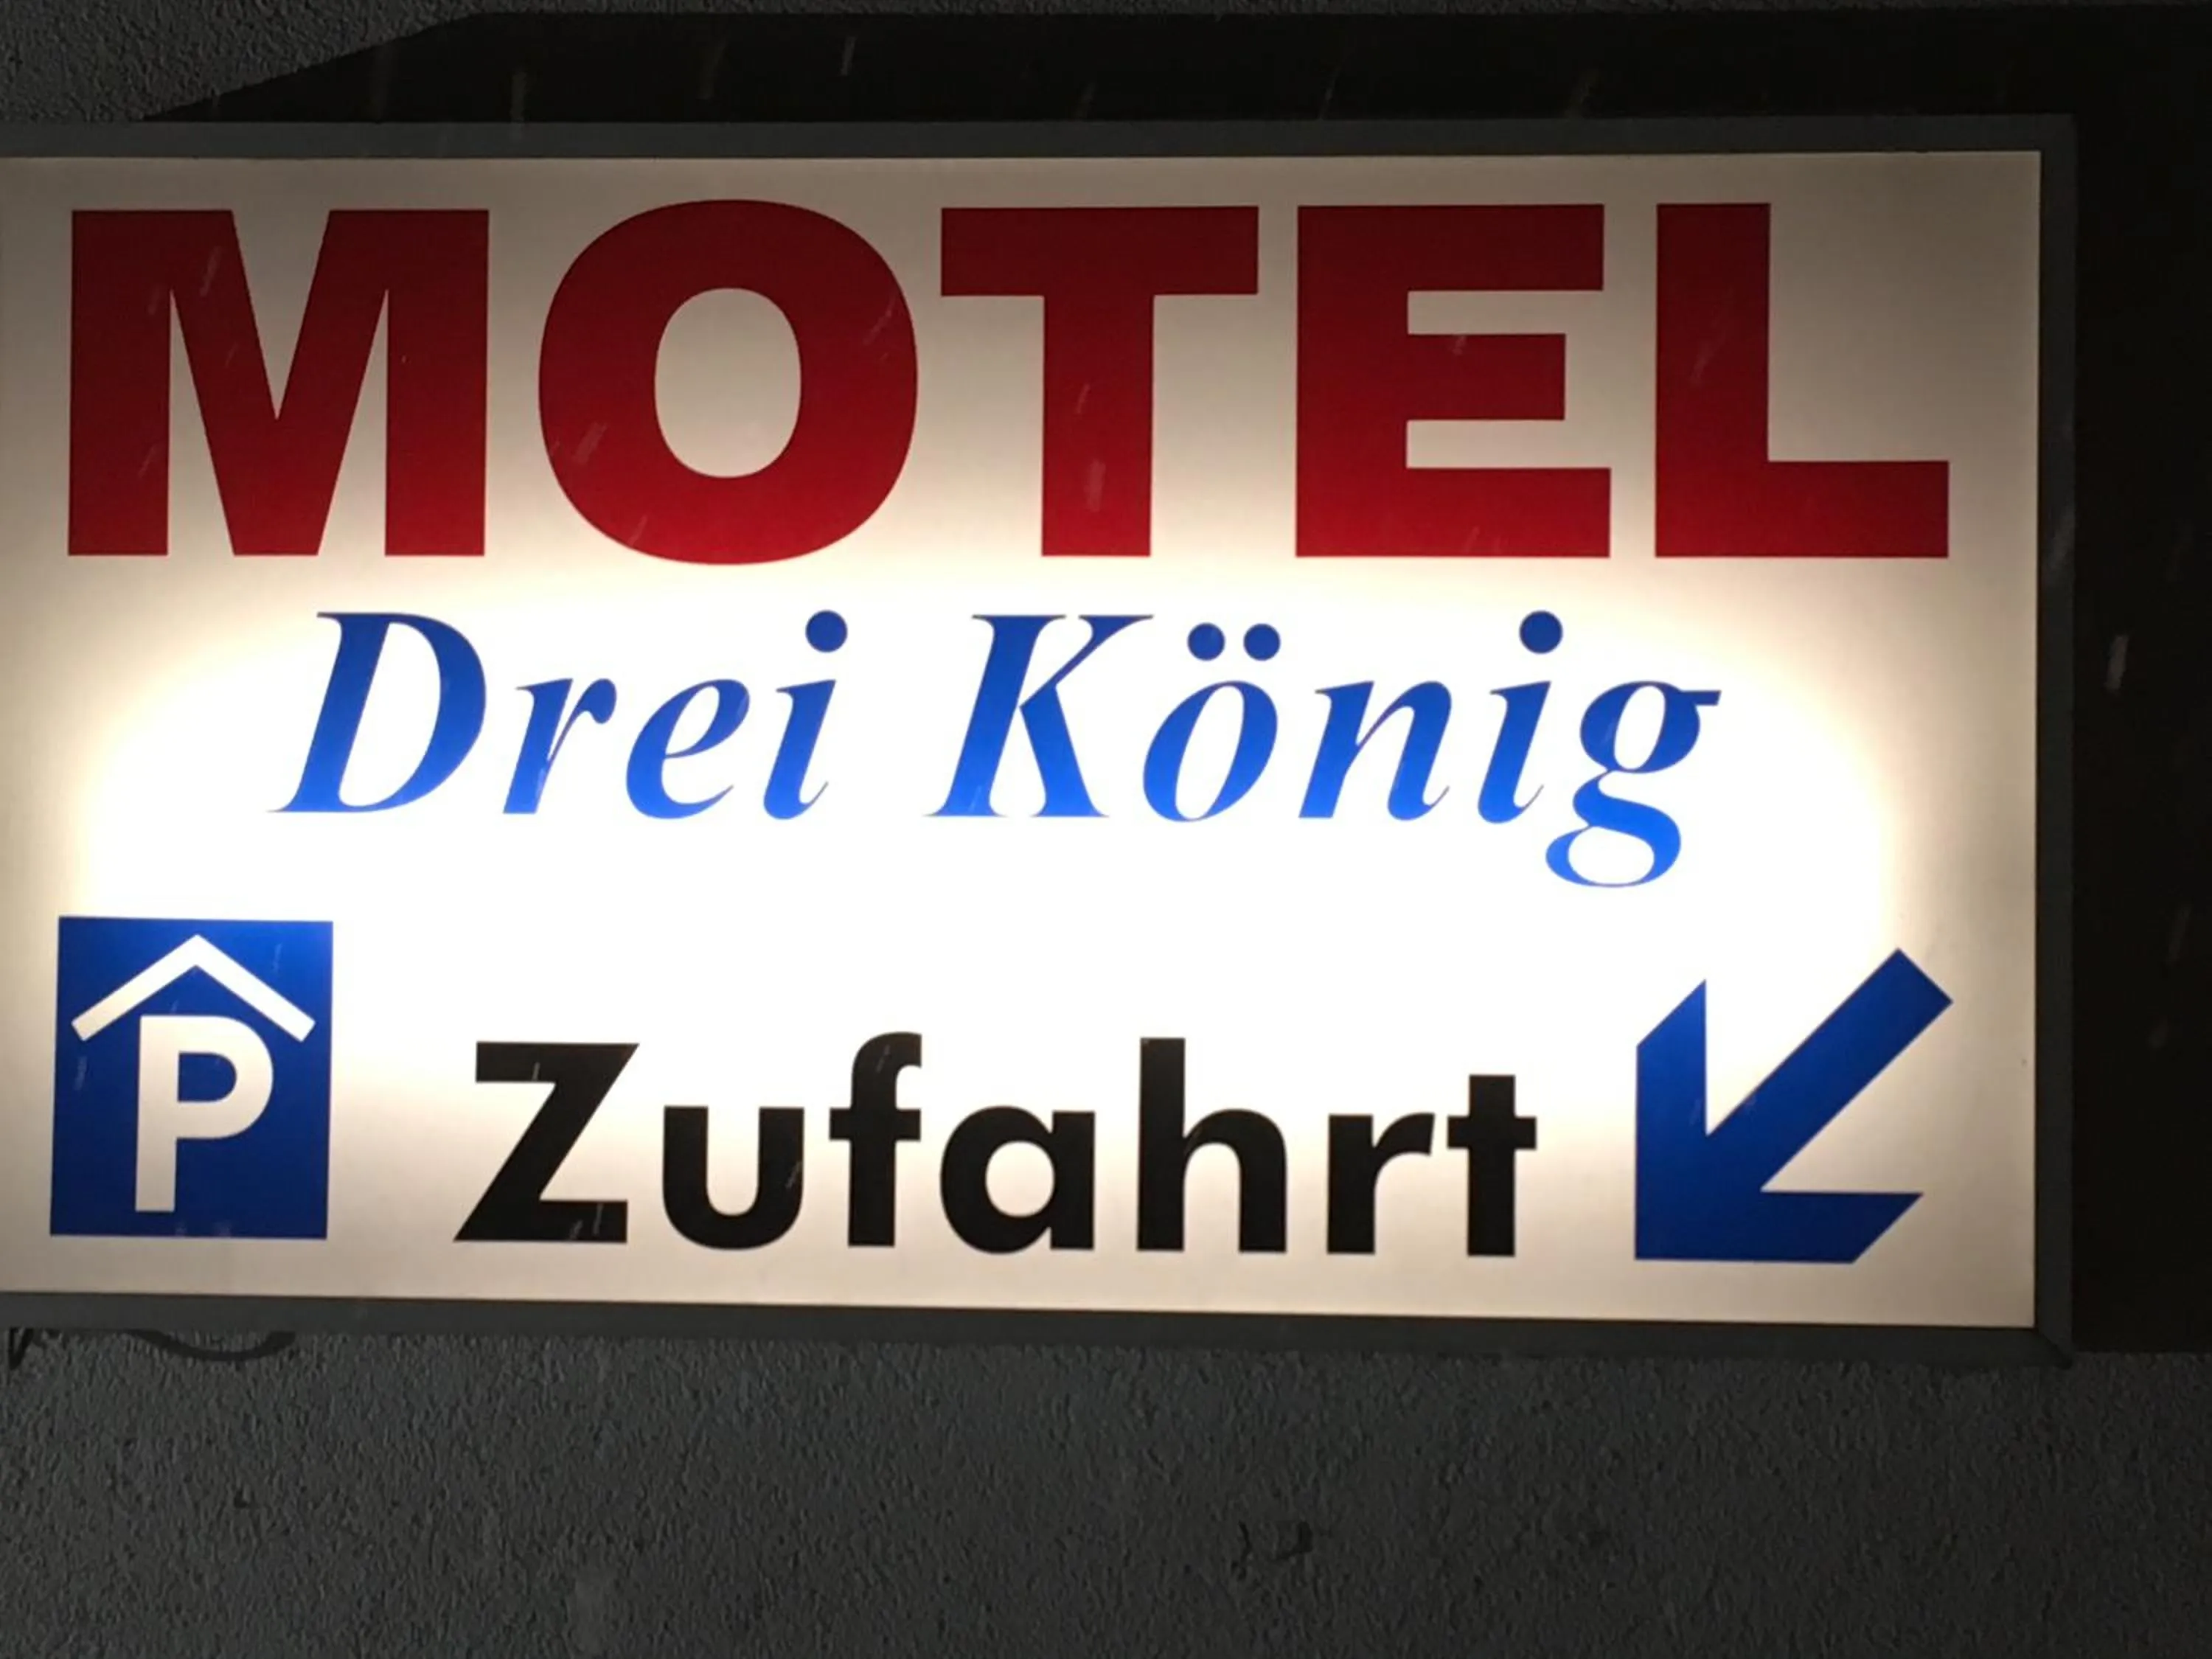 MOTEL
Drei König
P Zufahrt